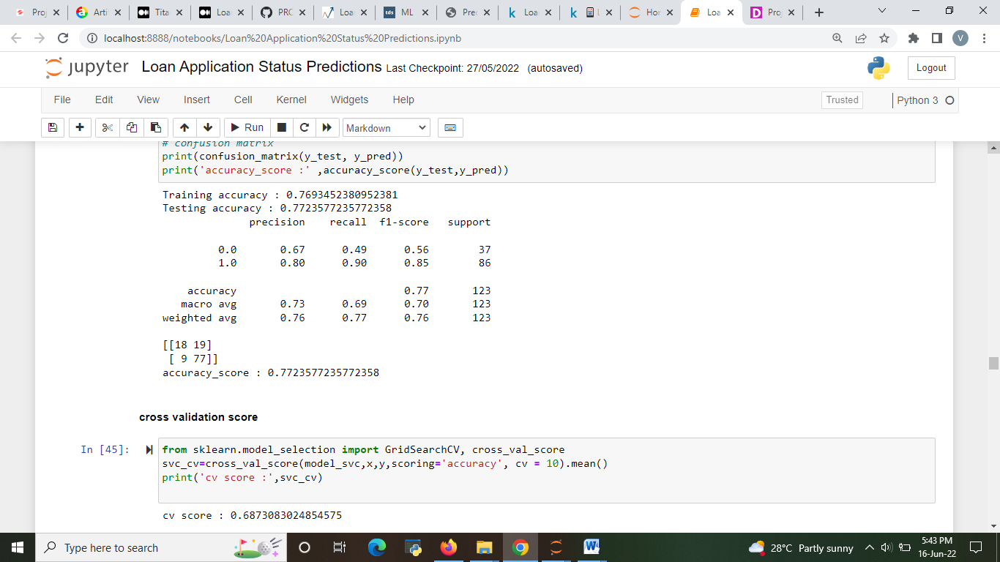 Proj
Arti
Tita
Loa
PRC
Loa
ML
Pre
Loa
L
Hor
Loa
Pro
localhost:8888/notebooks/Loan%20Application%20Status%20Predictions.ipynb
V
jupyter Loan Application Status Predictions Last Checkpoint: 27/05/2022 (autosaved)
Logout
File Edit View Insert Cell Kernel Widgets Help
Trusted
Python 3
Run
Markdown
# confusion matrix
print(confusion_matrix(y_test, y_pred))
print('accuracy_score :' ,accuracy_score(y_test,y_pred))
Training accuracy : 0.7693452380952381
Testing accuracy : 0.7723577235772358
precision recall f1-score support
0.0 0.67 0.49 0.56 37
1.0 0.80 0.90 0.85 86
accuracy 0.77 123
macro avg 0.73 0.69 0.70 123
weighted avg 0.76 0.77 0.76 123
[[18 19]
[ 9 77]]
accuracy_score : 0.7723577235772358
cross validation score
In [45]:
from sklearn.model_selection import GridSearchCV, cross_val_score
svc_cv=cross_val_score(model_svc,x,y,scoring='accuracy', cv = 10).mean()
print('cv score :',svc_cv)
cv score : 0.6873083024854575
Type here to search
28°C Partly sunny
5:43 PM
16-Jun-22